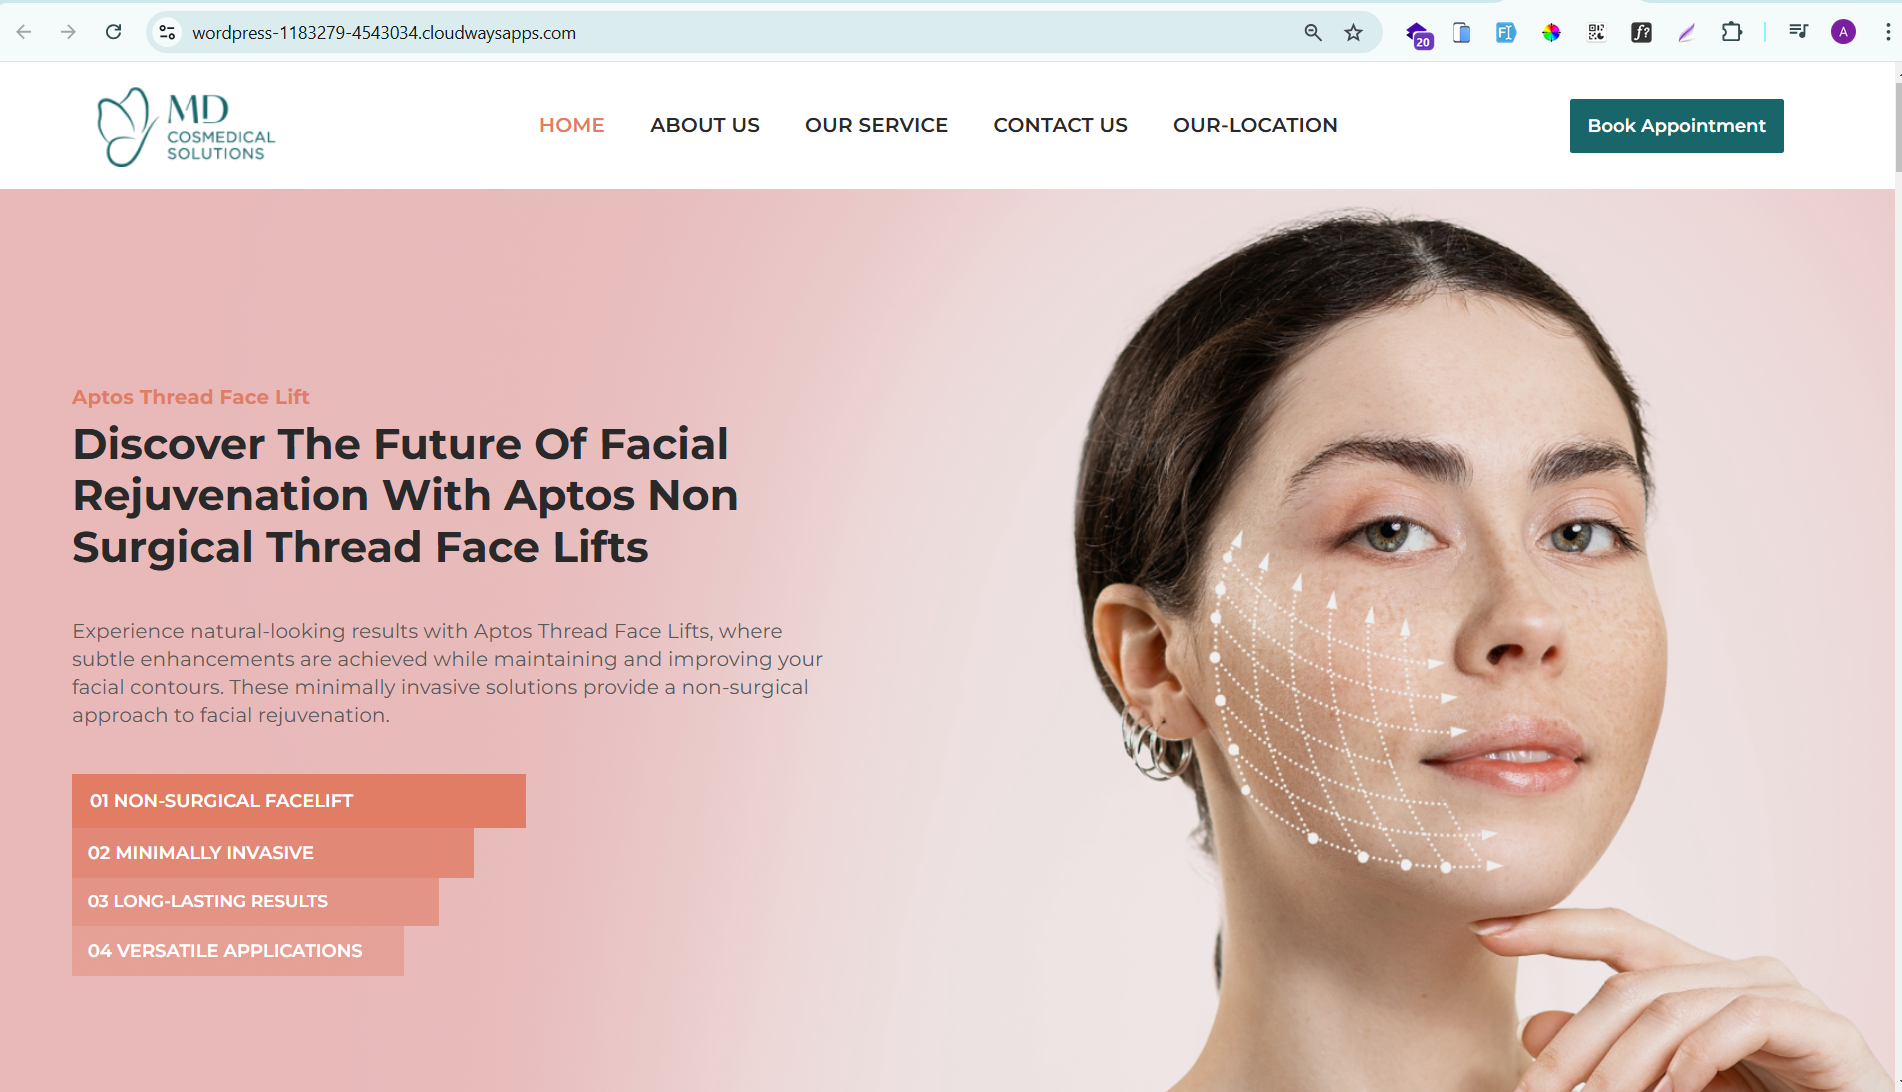 wordpress-1183279-4543034.cloudwaysapps.com
20
FI
f?
A
MD
COSMEDICAL
SOLUTIONS
HOME
ABOUT US
OUR SERVICE
CONTACT US
OUR-LOCATION
Book Appointment
Aptos Thread Face Lift
Discover The Future Of Facial
Rejuvenation With Aptos Non
Surgical Thread Face Lifts
Experience natural-looking results with Aptos Thread Face Lifts, where
subtle enhancements are achieved while maintaining and improving your
facial contours. These minimally invasive solutions provide a non-surgical
approach to facial rejuvenation.
01 NON-SURGICAL FACELIFT
02 MINIMALLY INVASIVE
03 LONG-LASTING RESULTS
04 VERSATILE APPLICATIONS